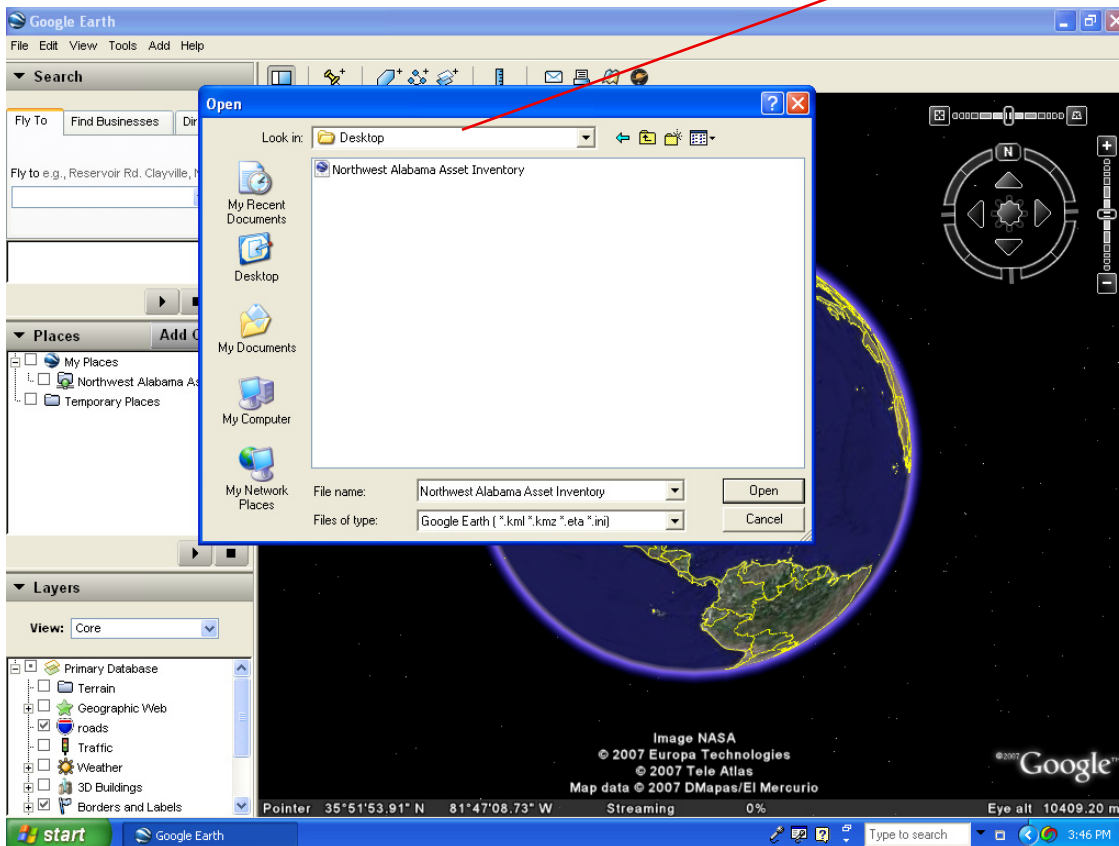 Google Earth
File Edit View Tools Add Help
Search
Fly To Find Businesses Dir
Fly to e.g., Reservoir Rd. Clayville,
Open
Look in: Desktop
Northwest Alabama Asset Inventory
My Recent Documents
Desktop
My Documents
My Computer
My Network Places
File name: Northwest Alabama Asset Inventory Open
Files of type: Google Earth ( *.kml *.kmz *.eta *.ini) Cancel
N
Places Add
My Places
Northwest Alabama
Temporary Places
Layers
View: Core
Primary Database
Terrain
Geographic Web
roads
Traffic
Weather
3D Buildings
Borders and Labels
Image NASA
© 2007 Europa Technologies
© 2007 Tele Atlas
Map data © 2007 DMapas/El Mercurio
©2007 Google™
Pointer 35°51'53.91" N 81°47'08.73" W Streaming 0% Eye alt 10409.20 m
start Google Earth Type to search 3:46 PM